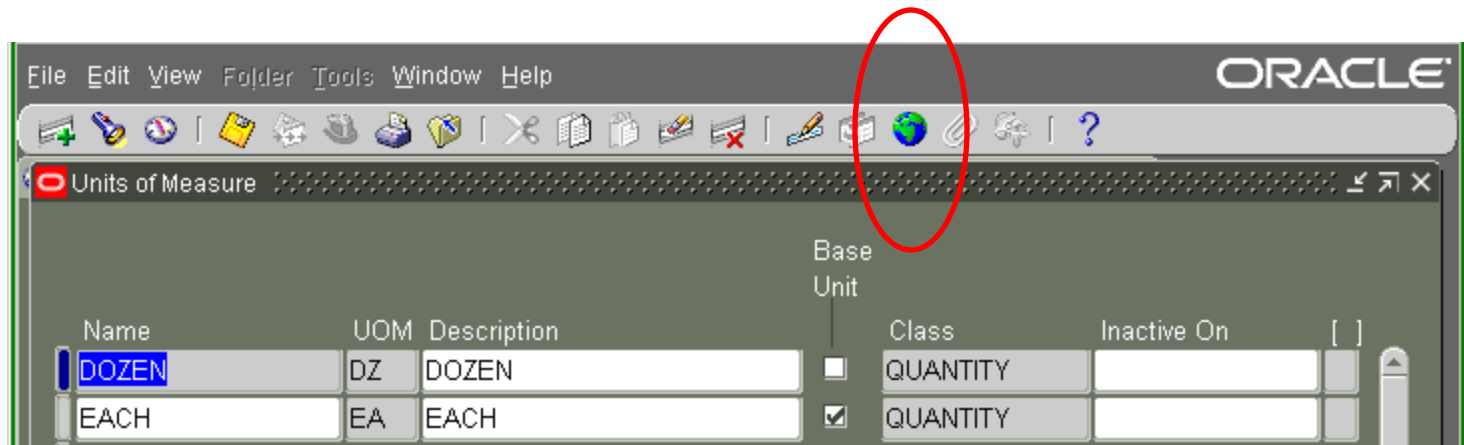 File Edit View Folder Tools Window Help
ORACLE
?
Units of Measure
Base
Unit
Name UOM Description Class Inactive On [ ]
DOZEN DZ DOZEN QUANTITY
EACH EA EACH QUANTITY